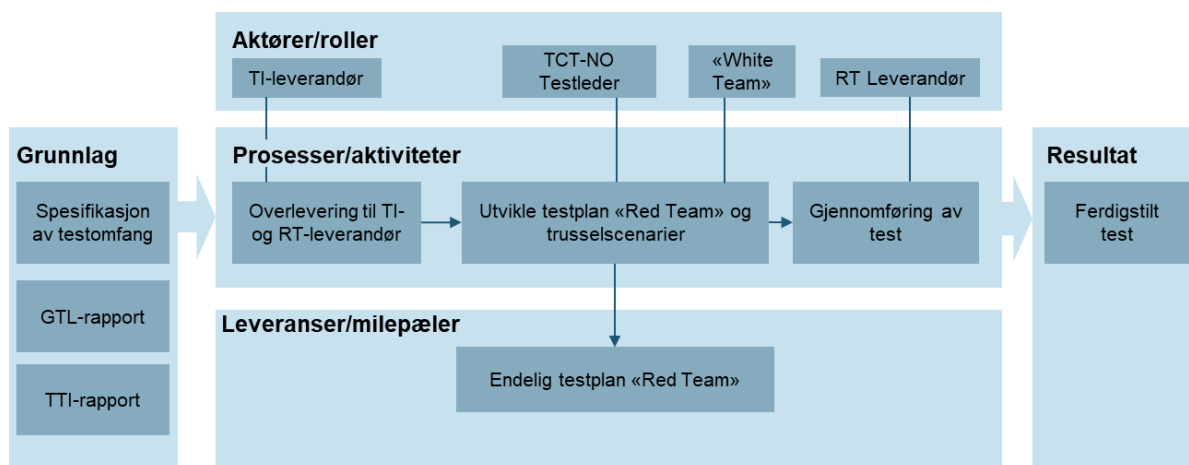 Aktører/roller
TI-leverandør
TCT-NO
Testleder
«White
Team»
RT Leverandør
Grunnlag
Spesifikasjon
av testomfang
GTL-rapport
TTI-rapport
Prosesser/aktiviteter
Overlevering til TI-
og RT-leverandør
Utvikle testplan «Red Team» og
trusselscenarier
Gjennomføring av
test
Leveranser/milepæler
Endelig testplan «Red Team»
Resultat
Ferdigstilt
test